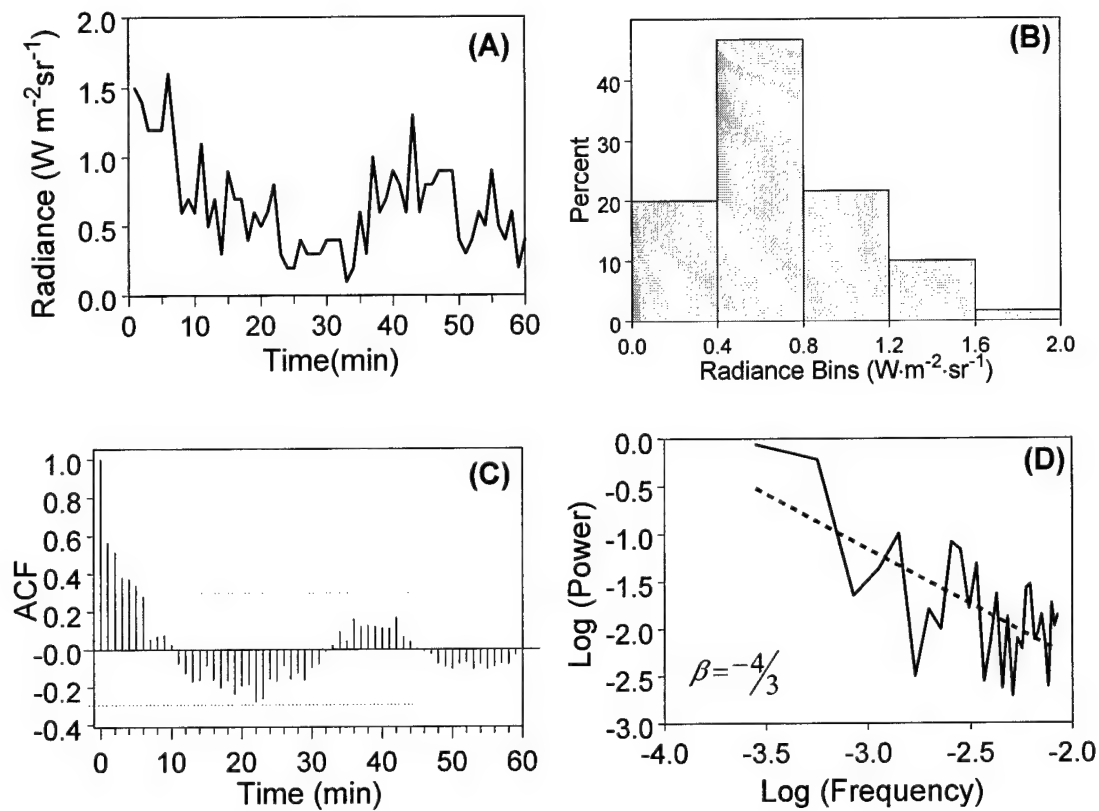 (A)
2.0
1.5
1.0
0.5
0.0
Radiance (W m⁻²sr⁻¹)
0 10 20 30 40 50 60
Time(min)
(B)
40
30
20
10
0
Percent
0.0 0.4 0.8 1.2 1.6 2.0
Radiance Bins (W·m⁻²·sr⁻¹)
(C)
1.0
0.8
0.6
0.4
0.2
-0.0
-0.2
-0.4
ACF
0 10 20 30 40 50 60
Time (min)
(D)
0.0
-0.5
-1.0
-1.5
-2.0
-2.5
-3.0
Log (Power)
β=-4/3
-4.0 -3.5 -3.0 -2.5 -2.0
Log (Frequency)